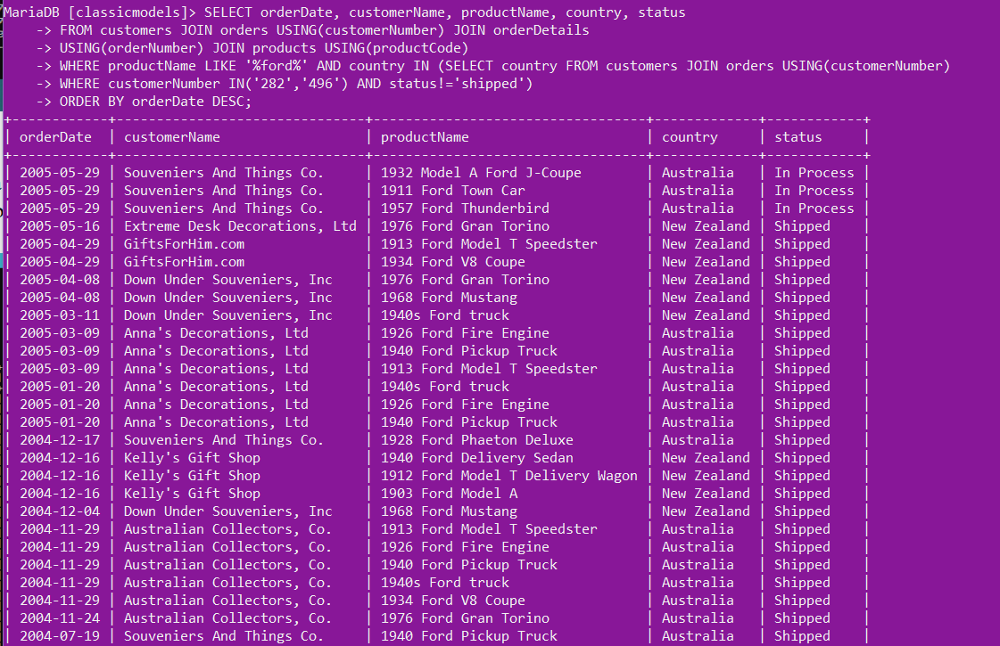 MariaDB [classicmodels]> SELECT orderDate, customerName, productName, country, status
    -> FROM customers JOIN orders USING(customerNumber) JOIN orderDetails
    -> USING(orderNumber) JOIN products USING(productCode)
    -> WHERE productName LIKE '%ford%' AND country IN (SELECT country FROM customers JOIN orders USING(customerNumber)
    -> WHERE customerNumber IN('282','496') AND status!='shipped')
    -> ORDER BY orderDate DESC;
+------------+-------------------------------+-----------------------------------+-------------+------------+
| orderDate  | customerName                  | productName                       | country     | status     |
+------------+-------------------------------+-----------------------------------+-------------+------------+
| 2005-05-29 | Souveniers And Things Co.     | 1932 Model A Ford J-Coupe         | Australia   | In Process |
| 2005-05-29 | Souveniers And Things Co.     | 1911 Ford Town Car                | Australia   | In Process |
| 2005-05-29 | Souveniers And Things Co.     | 1957 Ford Thunderbird             | Australia   | In Process |
| 2005-05-16 | Extreme Desk Decorations, Ltd | 1976 Ford Gran Torino             | New Zealand | Shipped    |
| 2005-04-29 | GiftsForHim.com               | 1913 Ford Model T Speedster       | New Zealand | Shipped    |
| 2005-04-29 | GiftsForHim.com               | 1934 Ford V8 Coupe                | New Zealand | Shipped    |
| 2005-04-08 | Down Under Souveniers, Inc    | 1976 Ford Gran Torino             | New Zealand | Shipped    |
| 2005-04-08 | Down Under Souveniers, Inc    | 1968 Ford Mustang                 | New Zealand | Shipped    |
| 2005-03-11 | Down Under Souveniers, Inc    | 1940s Ford truck                  | New Zealand | Shipped    |
| 2005-03-09 | Anna's Decorations, Ltd       | 1926 Ford Fire Engine             | Australia   | Shipped    |
| 2005-03-09 | Anna's Decorations, Ltd       | 1940 Ford Pickup Truck            | Australia   | Shipped    |
| 2005-03-09 | Anna's Decorations, Ltd       | 1913 Ford Model T Speedster       | Australia   | Shipped    |
| 2005-01-20 | Anna's Decorations, Ltd       | 1940s Ford truck                  | Australia   | Shipped    |
| 2005-01-20 | Anna's Decorations, Ltd       | 1926 Ford Fire Engine             | Australia   | Shipped    |
| 2005-01-20 | Anna's Decorations, Ltd       | 1940 Ford Pickup Truck            | Australia   | Shipped    |
| 2004-12-17 | Souveniers And Things Co.     | 1928 Ford Phaeton Deluxe          | Australia   | Shipped    |
| 2004-12-16 | Kelly's Gift Shop             | 1940 Ford Delivery Sedan          | New Zealand | Shipped    |
| 2004-12-16 | Kelly's Gift Shop             | 1912 Ford Model T Delivery Wagon  | New Zealand | Shipped    |
| 2004-12-16 | Kelly's Gift Shop             | 1903 Ford Model A                 | New Zealand | Shipped    |
| 2004-12-04 | Down Under Souveniers, Inc    | 1968 Ford Mustang                 | New Zealand | Shipped    |
| 2004-11-29 | Australian Collectors, Co.    | 1913 Ford Model T Speedster       | Australia   | Shipped    |
| 2004-11-29 | Australian Collectors, Co.    | 1926 Ford Fire Engine             | Australia   | Shipped    |
| 2004-11-29 | Australian Collectors, Co.    | 1940 Ford Pickup Truck            | Australia   | Shipped    |
| 2004-11-29 | Australian Collectors, Co.    | 1940s Ford truck                  | Australia   | Shipped    |
| 2004-11-29 | Australian Collectors, Co.    | 1934 Ford V8 Coupe                | Australia   | Shipped    |
| 2004-11-24 | Australian Collectors, Co.    | 1976 Ford Gran Torino             | Australia   | Shipped    |
| 2004-07-19 | Souveniers And Things Co.     | 1940 Ford Pickup Truck            | Australia   | Shipped    |